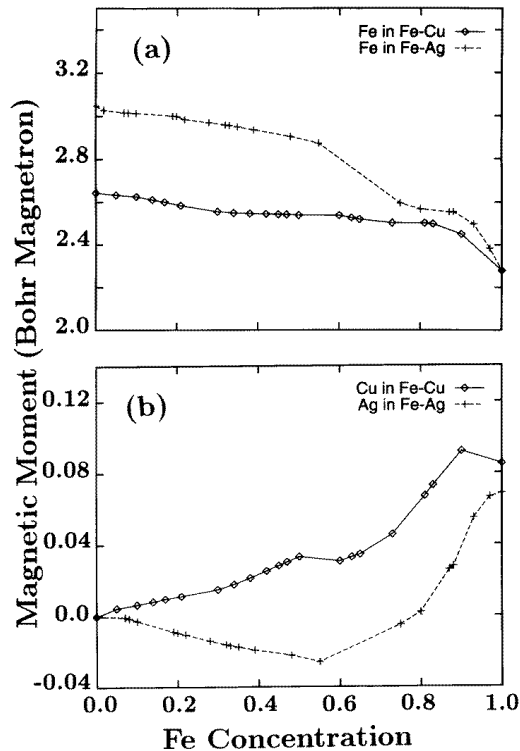 (a)
Fe in Fe-Cu
Fe in Fe-Ag
3.2
2.8
2.4
2.0
Magnetic Moment (Bohr Magnetron)
(b)
Cu in Fe-Cu
Ag in Fe-Ag
0.12
0.08
0.04
0.0
-0.04
0.0 0.2 0.4 0.6 0.8 1.0
Fe Concentration